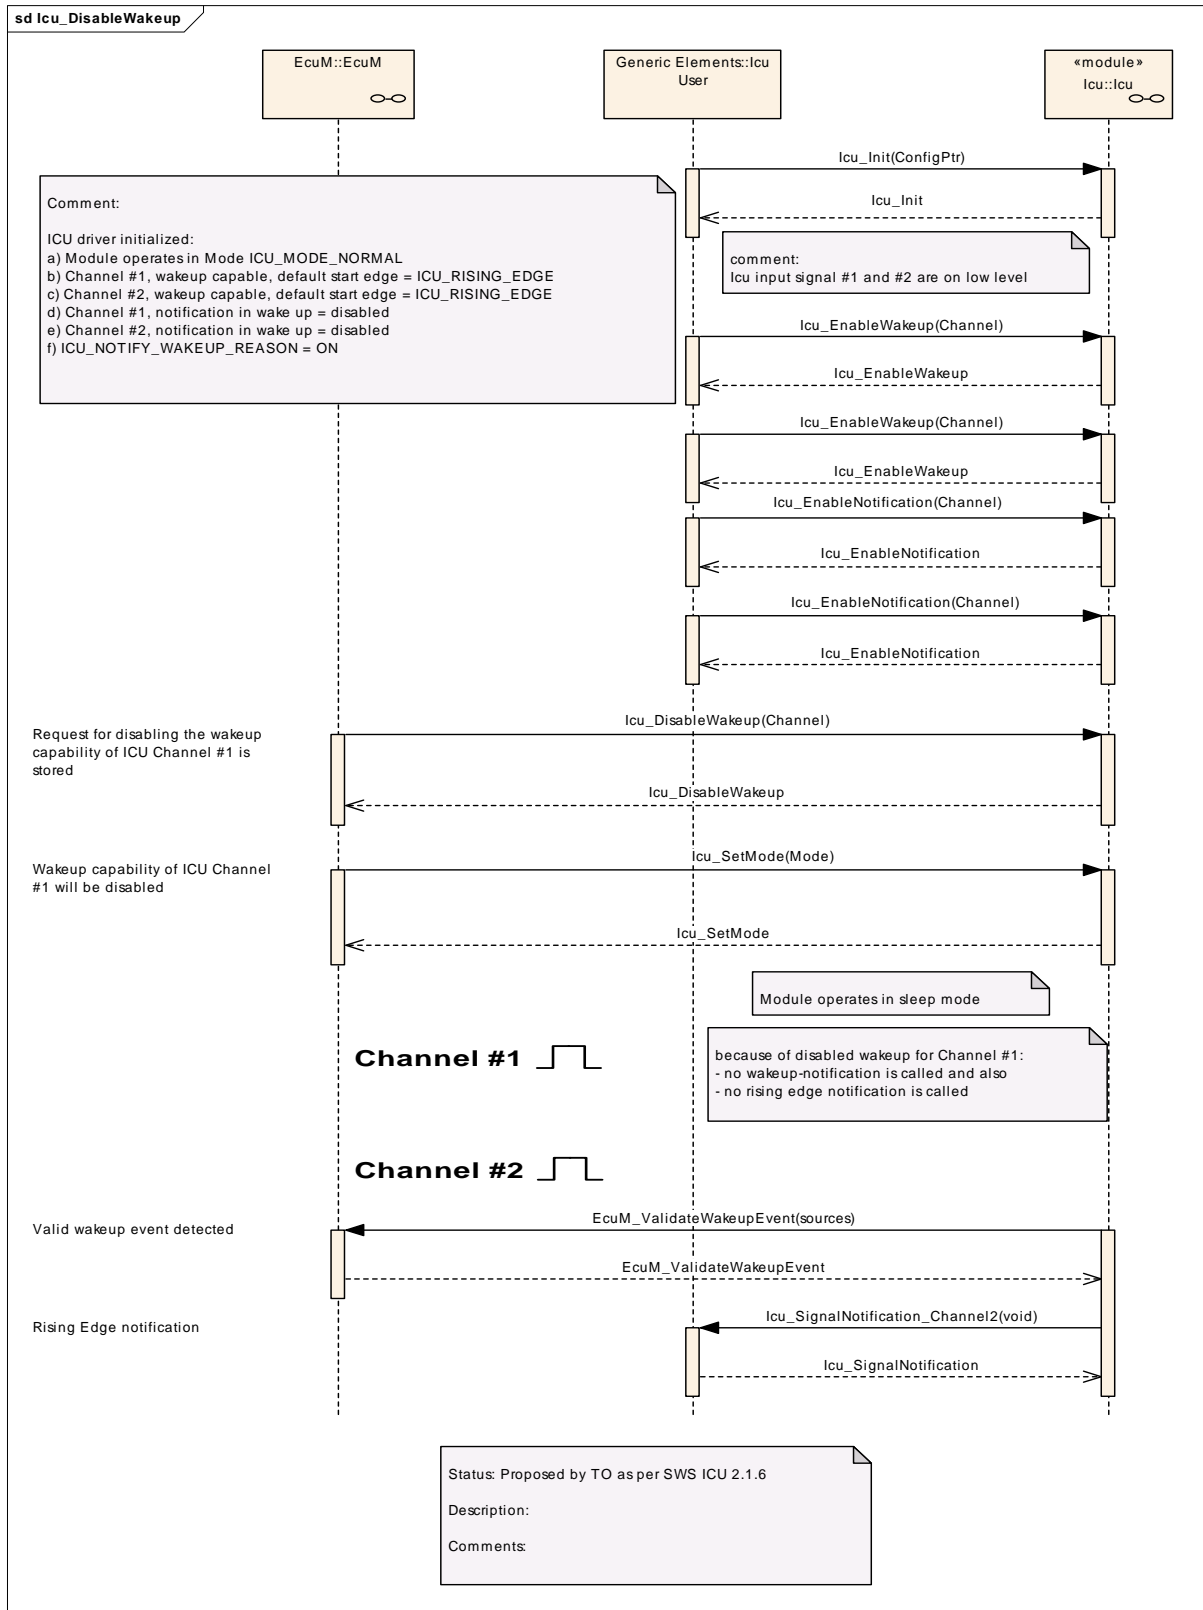 sd Icu_DisableWakeup
EcuM::EcuM
Generic Elements::Icu
User
«module»
Icu::Icu
Icu_Init(ConfigPtr)
Icu_Init
Comment:
ICU driver initialized:
a) Module operates in Mode ICU_MODE_NORMAL
b) Channel #1, wakeup capable, default start edge = ICU_RISING_EDGE
c) Channel #2, wakeup capable, default start edge = ICU_RISING_EDGE
d) Channel #1, notification in wake up = disabled
e) Channel #2, notification in wake up = disabled
f) ICU_NOTIFY_WAKEUP_REASON = ON
comment:
Icu input signal #1 and #2 are on low level
Icu_EnableWakeup(Channel)
Icu_EnableWakeup
Icu_EnableWakeup(Channel)
Icu_EnableWakeup
Icu_EnableNotification(Channel)
Icu_EnableNotification
Icu_EnableNotification(Channel)
Icu_EnableNotification
Request for disabling the wakeup
capability of ICU Channel #1 is
stored
Icu_DisableWakeup(Channel)
Icu_DisableWakeup
Wakeup capability of ICU Channel
#1 will be disabled
Icu_SetMode(Mode)
Icu_SetMode
Module operates in sleep mode
Channel #1
because of disabled wakeup for Channel #1:
- no wakeup-notification is called and also
- no rising edge notification is called
Channel #2
Valid wakeup event detected
EcuM_ValidateWakeupEvent(sources)
EcuM_ValidateWakeupEvent
Rising Edge notification
Icu_SignalNotification_Channel2(void)
Icu_SignalNotification
Status: Proposed by TO as per SWS ICU 2.1.6
Description:
Comments: